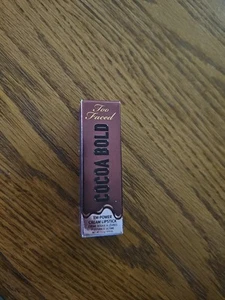 Too
Faced
COCOA BOLD
EM-POWER
CREAM LIPSTICK